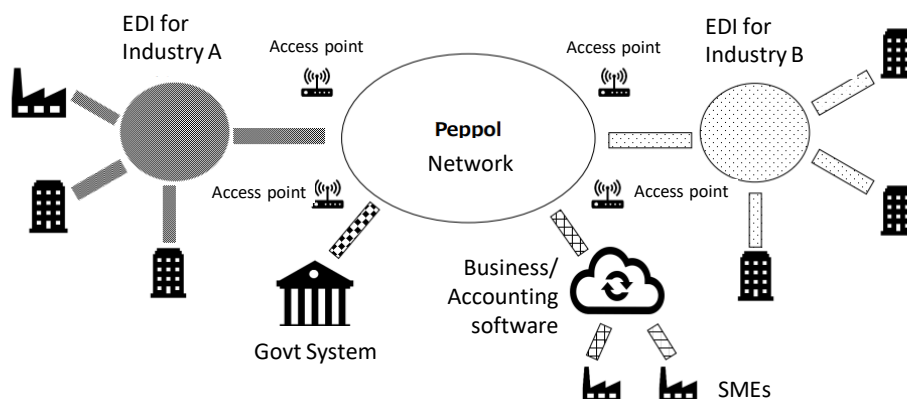 EDI for
Industry A
Access point
Access point
EDI for
Industry B
Peppol
Network
Access point
Access point
Business/
Accounting
software
Govt System
SMEs